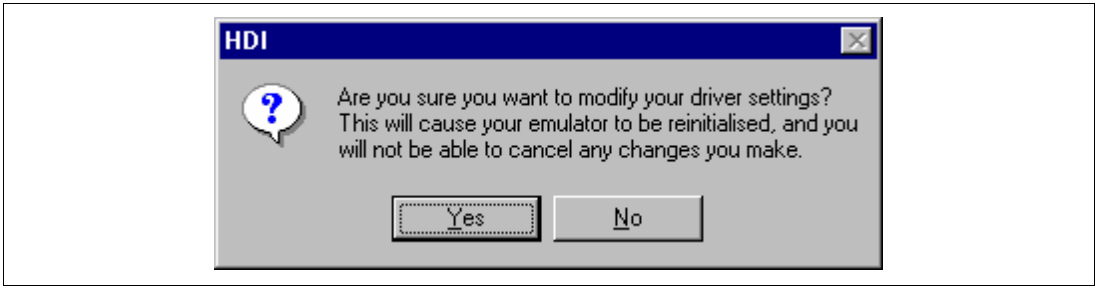 HDI
Are you sure you want to modify your driver settings?
This will cause your emulator to be reinitialised, and you
will not be able to cancel any changes you make.
Yes
No